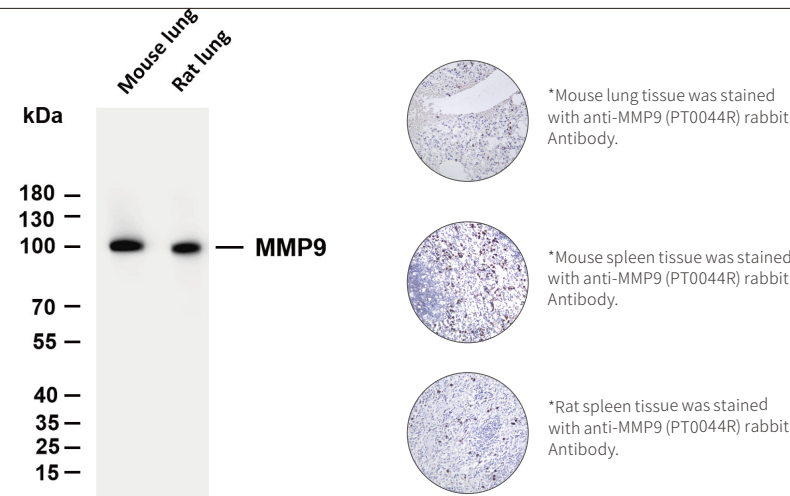 Mouse lung
Rat lung
kDa
180
130
100
MMP9
70
55
40
35
25
15
*Mouse lung tissue was stained
with anti-MMP9 (PT0044R) rabbit
Antibody.
*Mouse spleen tissue was stained
with anti-MMP9 (PT0044R) rabbit
Antibody.
*Rat spleen tissue was stained
with anti-MMP9 (PT0044R) rabbit
Antibody.